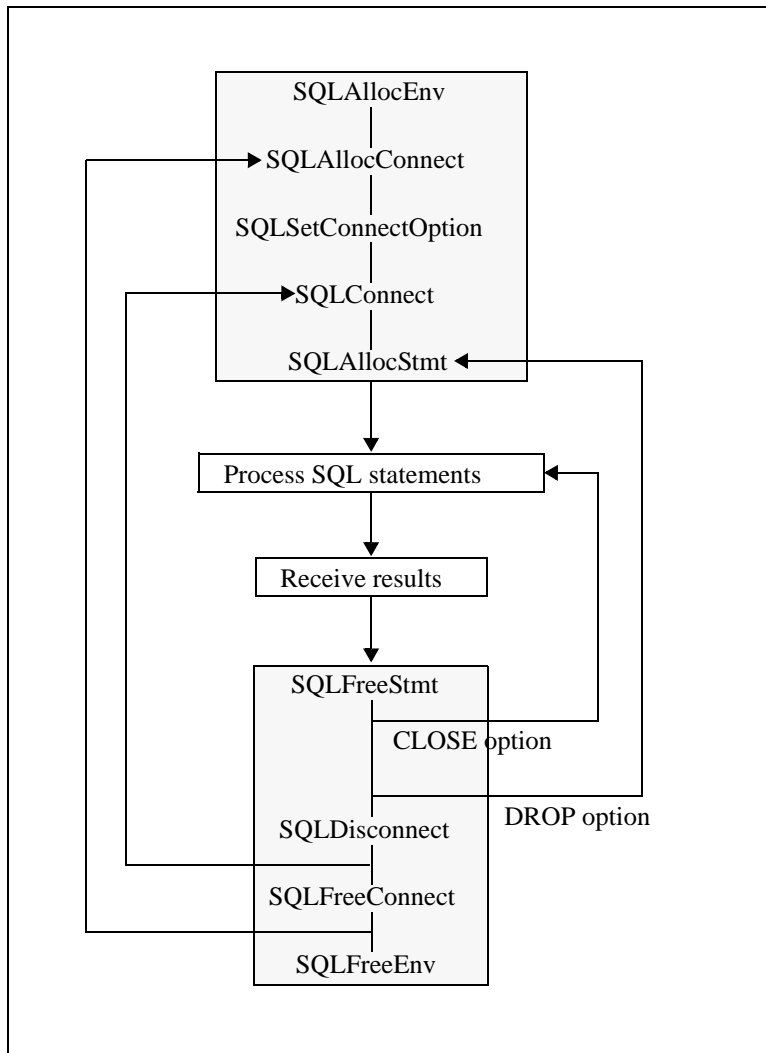 SQLAllocEnv
SQLAllocConnect
SQLSetConnectOption
SQLConnect
SQLAllocStmt
Process SQL statements
Receive results
SQLFreeStmt
CLOSE option
DROP option
SQLDisconnect
SQLFreeConnect
SQLFreeEnv